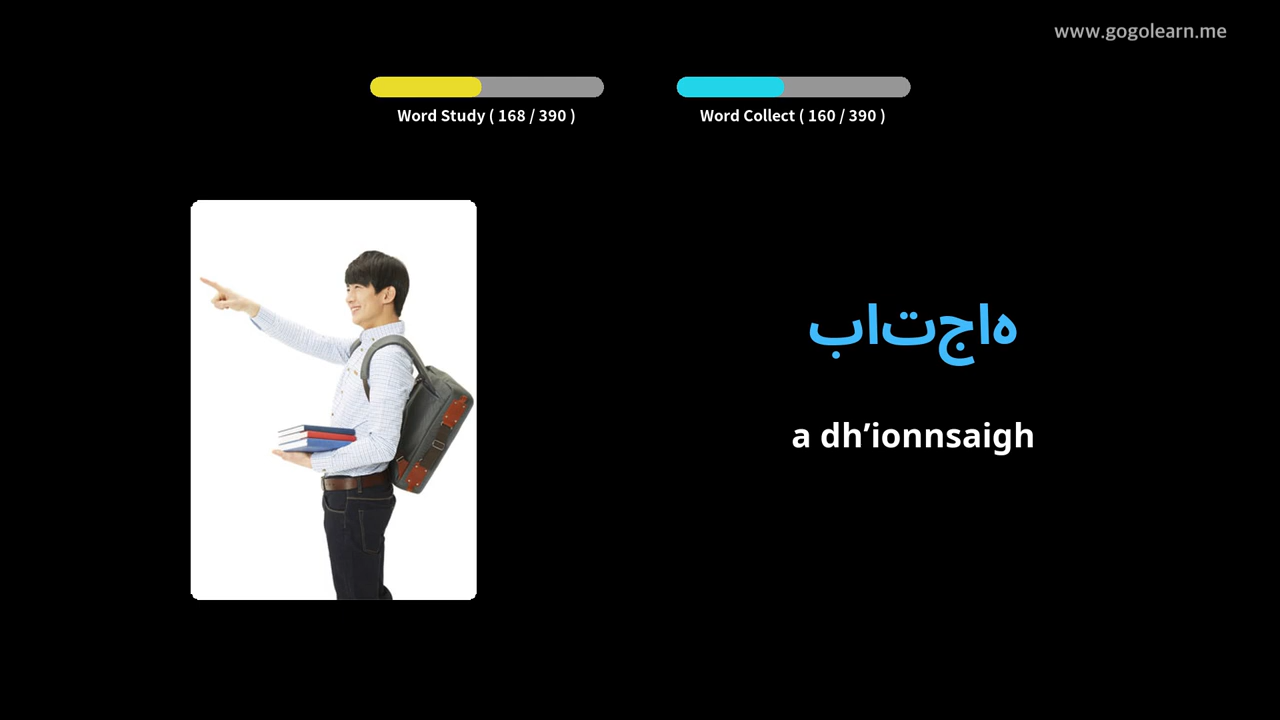 www.gogolearn.me
Word Study ( 168 / 390 )
Word Collect ( 160 / 390 )
باتجاه
a dh’ionnsaigh